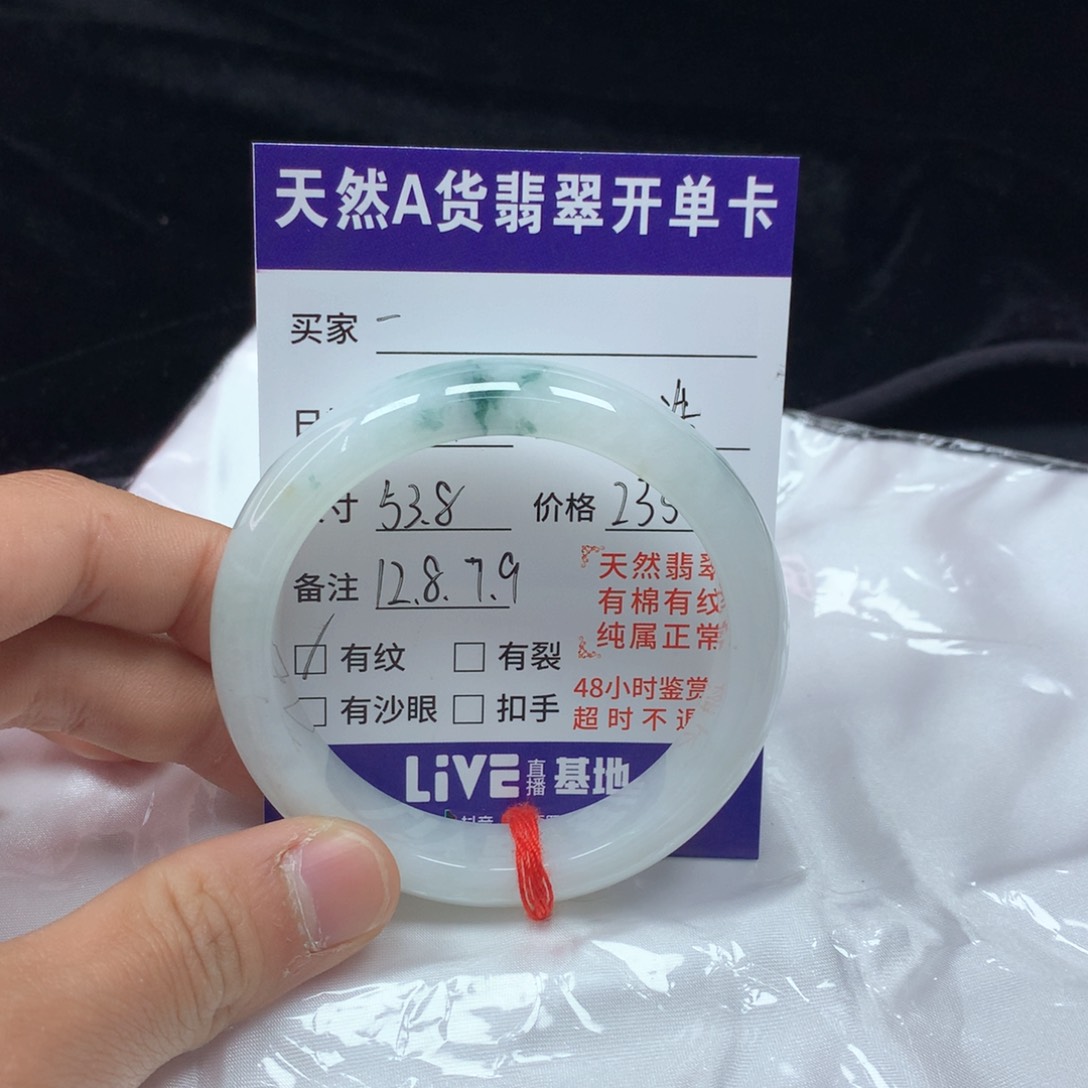 天然A货翡翠开单卡
买家 一
寸 53.8 价格 235
备注 12.8.7.9
有纹 有裂
有沙眼 扣手
天然翡翠
有棉有纹
纯属正常
48小时鉴赏
超时不退
LiVE 直播 基地